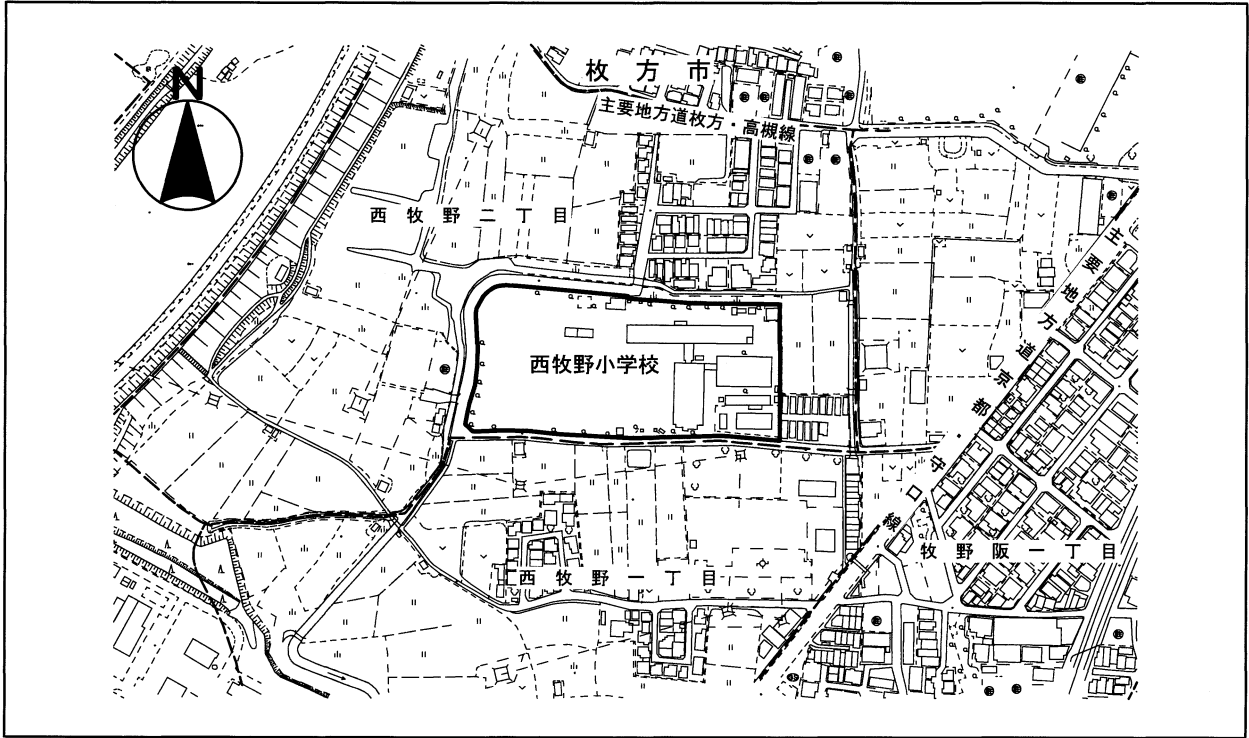 枚方市
N
主要地方道枚方・高槻線
西牧野二丁目
主要地方道京都・守口線
西牧野小学校
牧野阪一丁目
西牧野一丁目